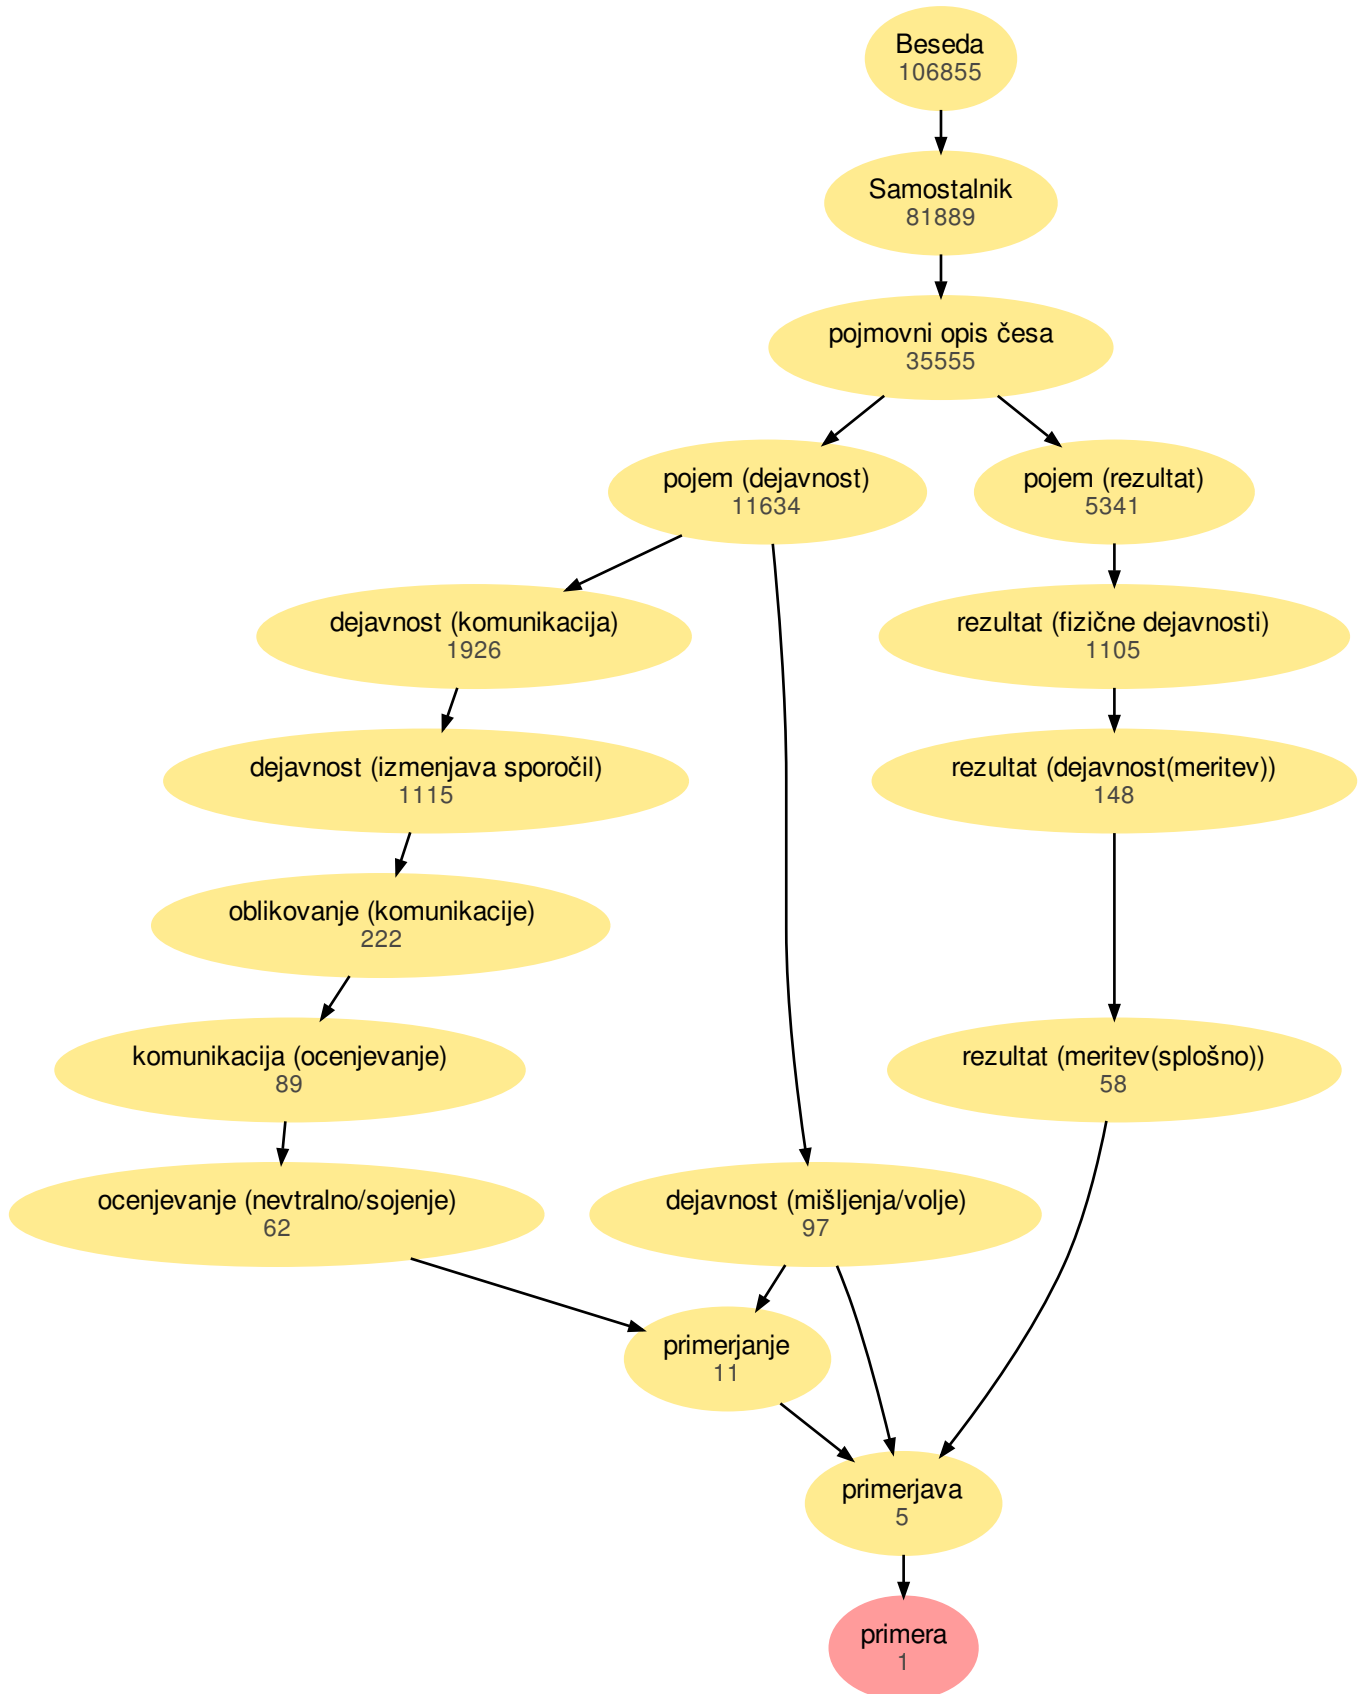 Beseda
106855
Samostalnik
81889
pojmovni opis česa
35555
pojem (dejavnost)
11634
pojem (rezultat)
5341
dejavnost (komunikacija)
1926
rezultat (fizične dejavnosti)
1105
dejavnost (izmenjava sporočil)
1115
rezultat (dejavnost(meritev))
148
oblikovanje (komunikacije)
222
komunikacija (ocenjevanje)
89
rezultat (meritev(splošno))
58
ocenjevanje (nevtralno/sojenje)
62
dejavnost (mišljenja/volje)
97
primerjanje
11
primerjava
5
primera
1